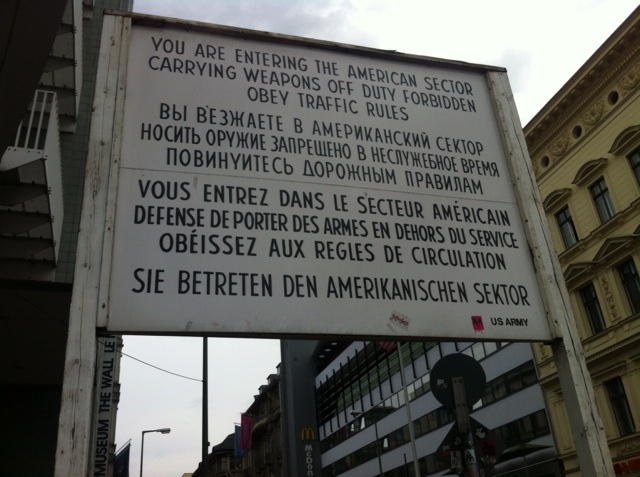 YOU ARE ENTERING THE AMERICAN SECTOR
CARRYING WEAPONS OFF DUTY FORBIDDEN
OBEY TRAFFIC RULES
ВЫ ВЪЕЗЖАЕТЕ В АМЕРИКАНСКИЙ СЕКТОР
НОСИТЬ ОРУЖИЕ ЗАПРЕЩЕНО В НЕСЛУЖЕБНОЕ ВРЕМЯ
ПОВИНУИТЕСЬ ДОРОЖНЫМ ПРАВИЛАМ
VOUS ENTREZ DANS LE SECTEUR AMÉRICAIN
DEFENSE DE PORTER DES ARMES EN DEHORS DU SERVICE
OBÉISSEZ AUX REGLES DE CIRCULATION
SIE BETRETEN DEN AMERIKANISCHEN SEKTOR
US ARMY
MUSEUM THE WALL
McDon